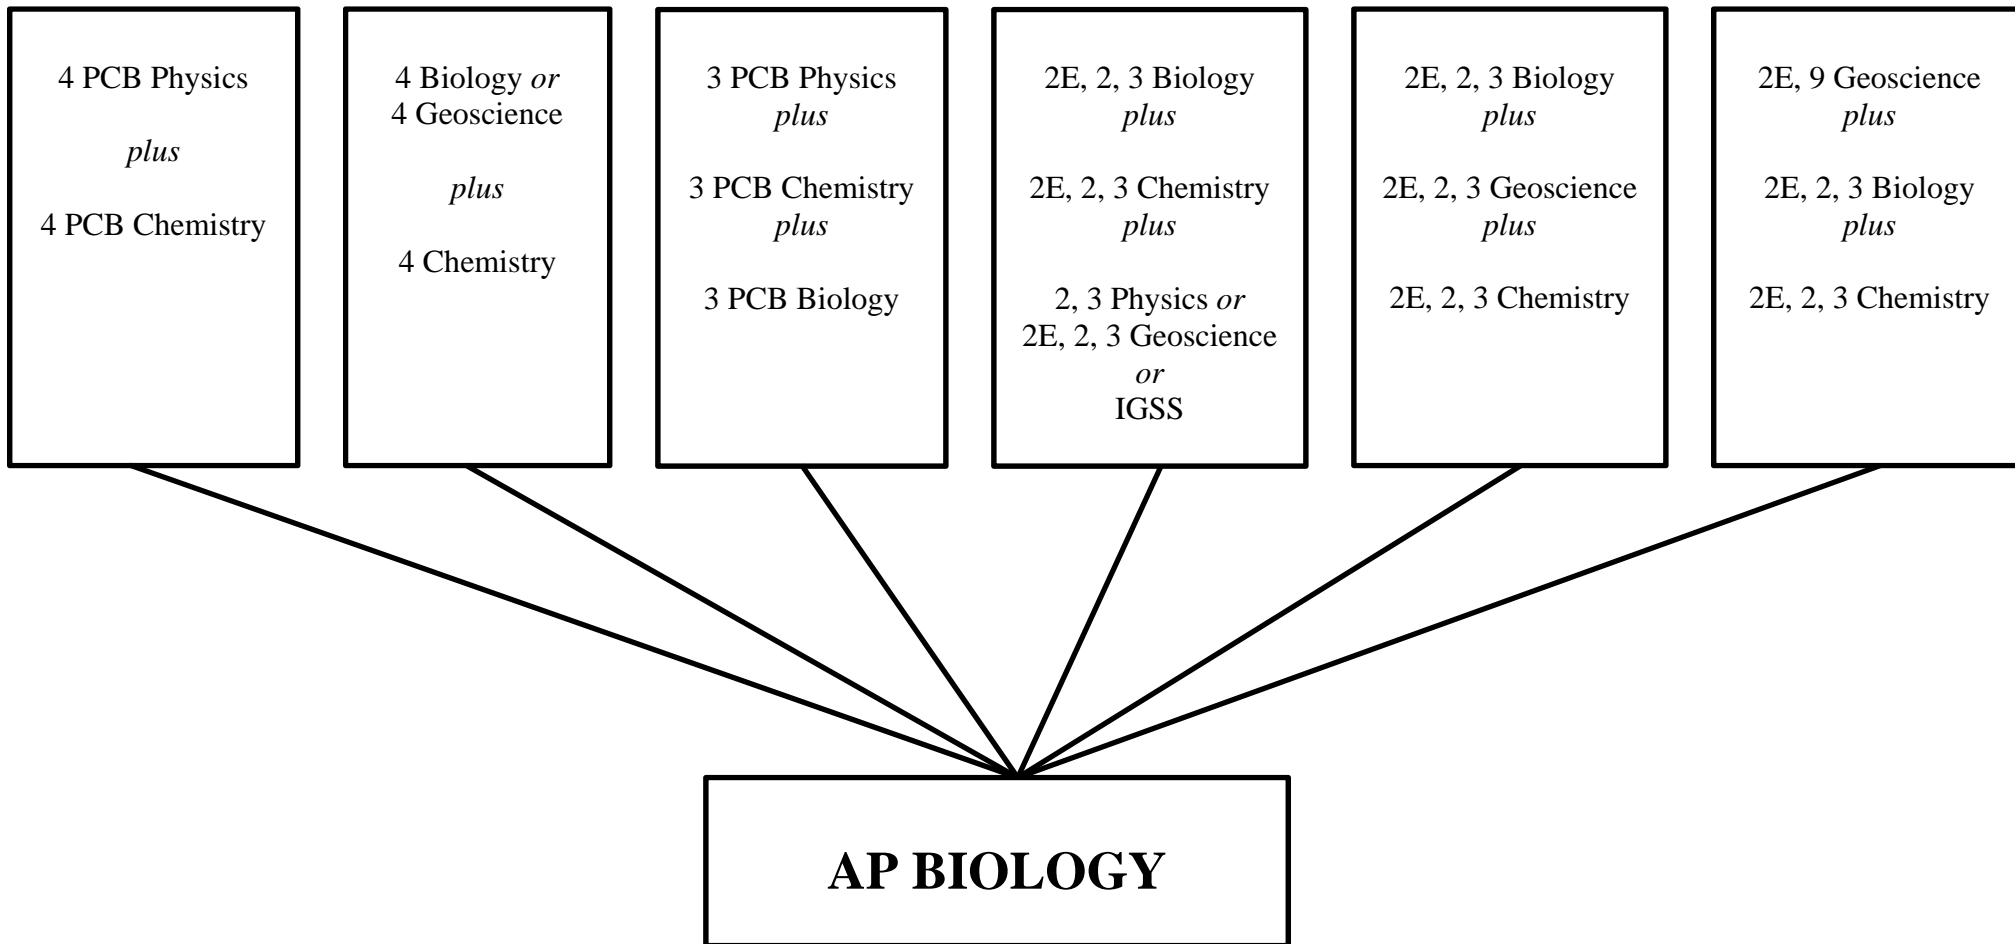 4 PCB Physics
plus
4 PCB Chemistry
4 Biology or
4 Geoscience
plus
4 Chemistry
3 PCB Physics
plus
3 PCB Chemistry
plus
3 PCB Biology
2E, 2, 3 Biology
plus
2E, 2, 3 Chemistry
plus
2, 3 Physics or
2E, 2, 3 Geoscience
or
IGSS
2E, 2, 3 Biology
plus
2E, 2, 3 Geoscience
plus
2E, 2, 3 Chemistry
2E, 9 Geoscience
plus
2E, 2, 3 Biology
plus
2E, 2, 3 Chemistry
AP BIOLOGY